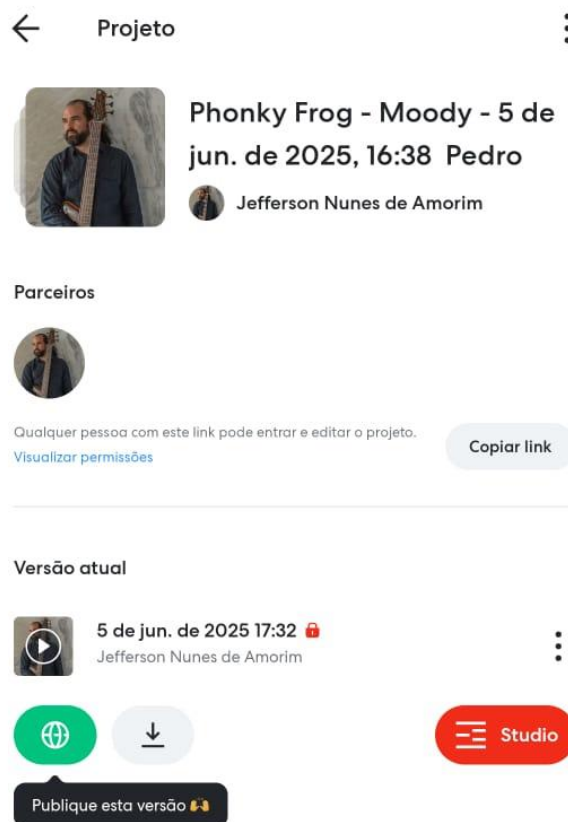 Projeto
Phonky Frog - Moody - 5 de
jun. de 2025, 16:38 Pedro
Jefferson Nunes de Amorim
Parceiros
Qualquer pessoa com este link pode entrar e editar o projeto.
Visualizar permissões
Copiar link
Versão atual
5 de jun. de 2025 17:32
Jefferson Nunes de Amorim
Studio
Publique esta versão 🙌